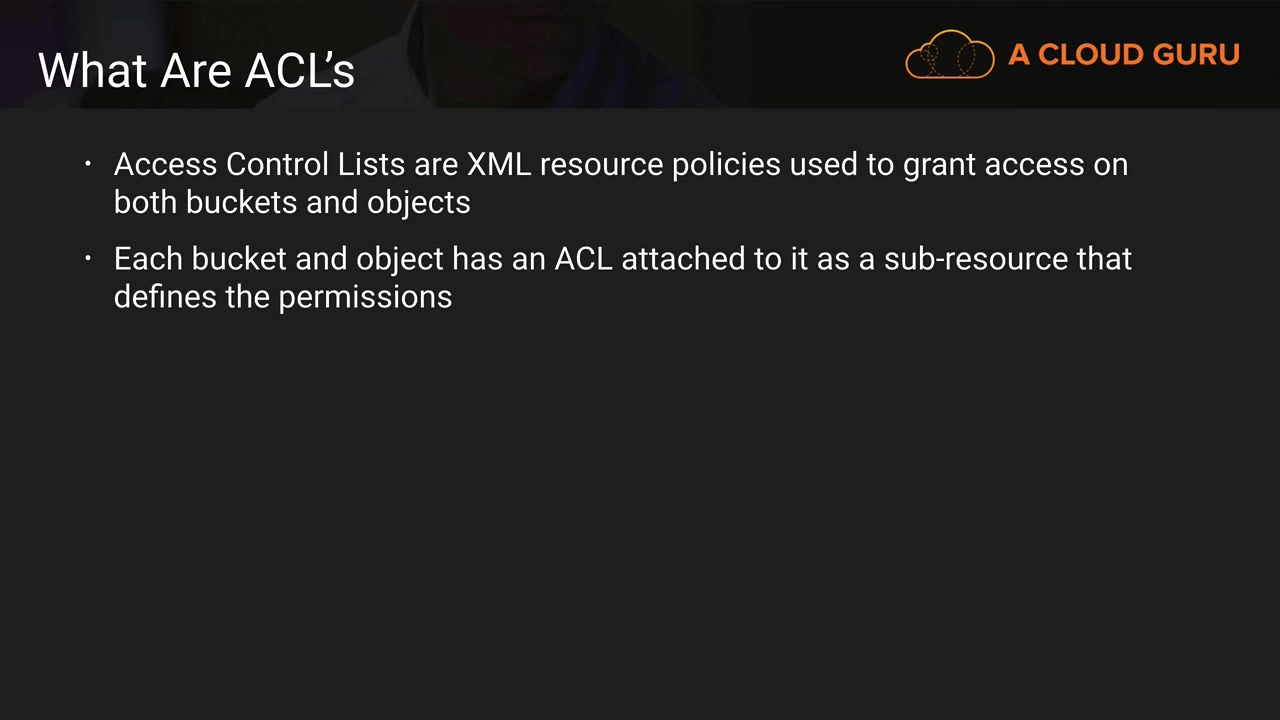 What Are ACL’s
A CLOUD GURU
• Access Control Lists are XML resource policies used to grant access on
both buckets and objects
• Each bucket and object has an ACL attached to it as a sub-resource that
defines the permissions